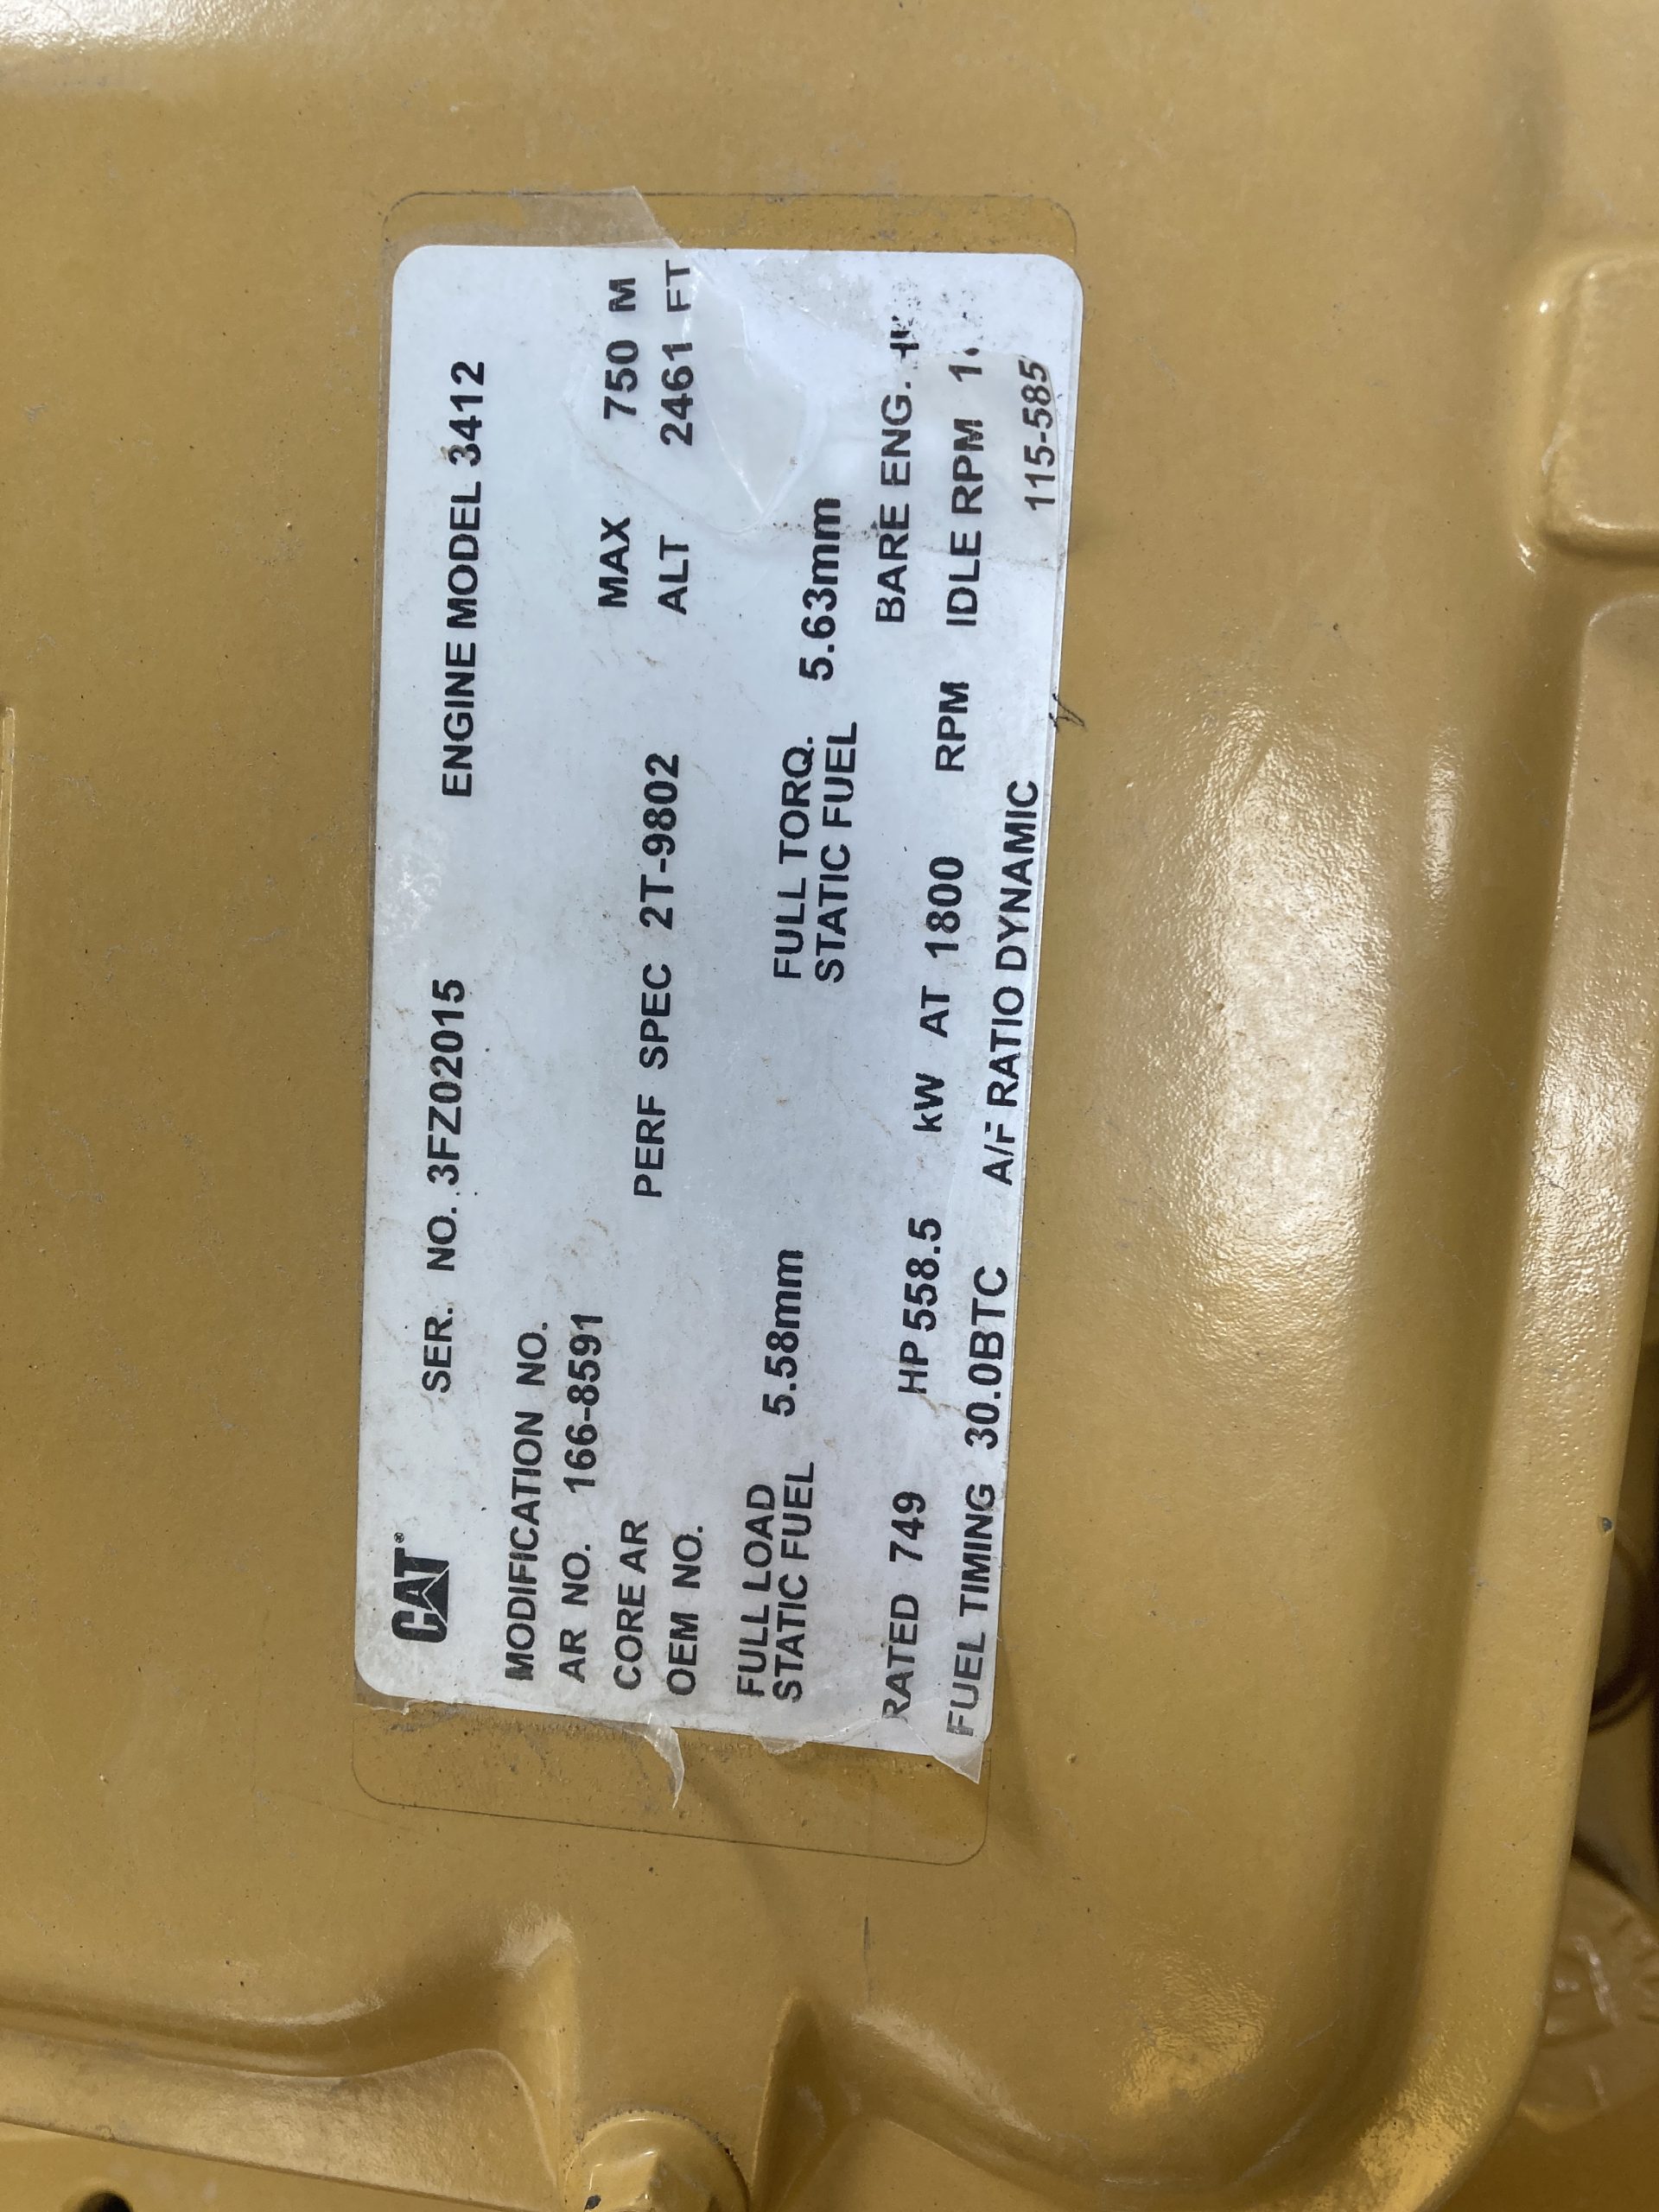 CAT® SER. NO. 3FZ02015 ENGINE MODEL 3412
MODIFICATION NO.
AR NO. 166-8591 MAX 750 M
CORE AR PERF SPEC 2T-9802 ALT 2461 FT
OEM NO.
FULL LOAD FULL TORQ.
STATIC FUEL 5.58mm STATIC FUEL 5.63mm
RATED 749 HP 558.5 kW AT 1800 RPM BARE ENG.
FUEL TIMING 30.0BTC A/F RATIO DYNAMIC IDLE RPM
115-585